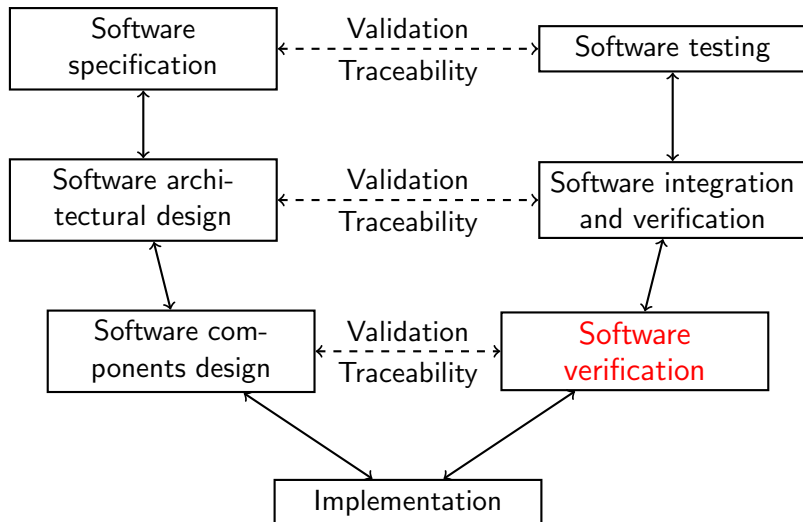 Software
specification
Validation
Traceability
Software testing
Software archi-
tectural design
Validation
Traceability
Software integration
and verification
Software com-
ponents design
Validation
Traceability
Software
verification
Implementation